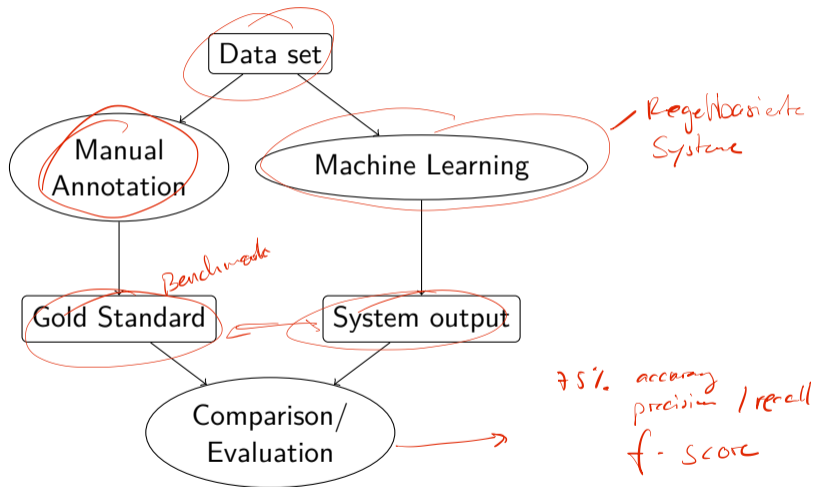 Data set
Manual
Annotation
Machine Learning
Regelbasierte
Systeme
Benchmark
Gold Standard
System output
Comparison/
Evaluation
75% accuracy
precision / recall
f- score